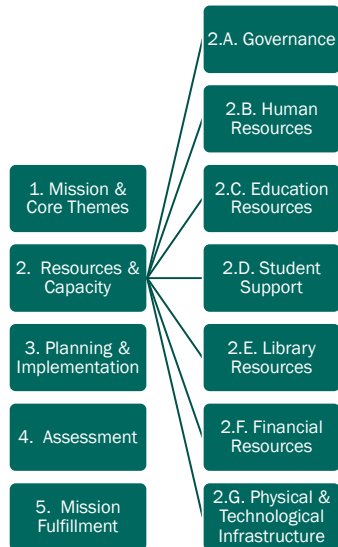 1. Mission &
Core Themes
2. Resources &
Capacity
3. Planning &
Implementation
4. Assessment
5. Mission
Fulfillment
2.A. Governance
2.B. Human
Resources
2.C. Education
Resources
2.D. Student
Support
2.E. Library
Resources
2.F. Financial
Resources
2.G. Physical &
Technological
Infrastructure